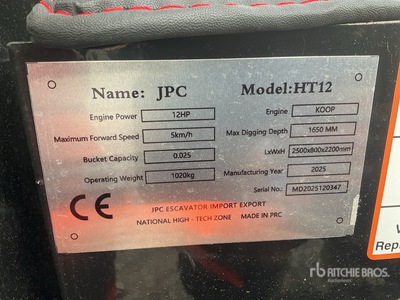 Name: JPC Model:HT12
Engine Power 12HP Engine KOOP
Maximum Forward Speed 5km/h Max Digging Depth 1650 MM
Bucket Capacity 0.025 LxWxH 2500x800x2200mm
Operating Weight 1020kg Manufacturing Year 2025
Serial No.: MD2025120347
CE
JPC ESCAVATOR IMPORT EXPORT
NATIONAL HIGH - TECH ZONE MADE IN PRC
rb RITCHIE BROS.
Auctioneers